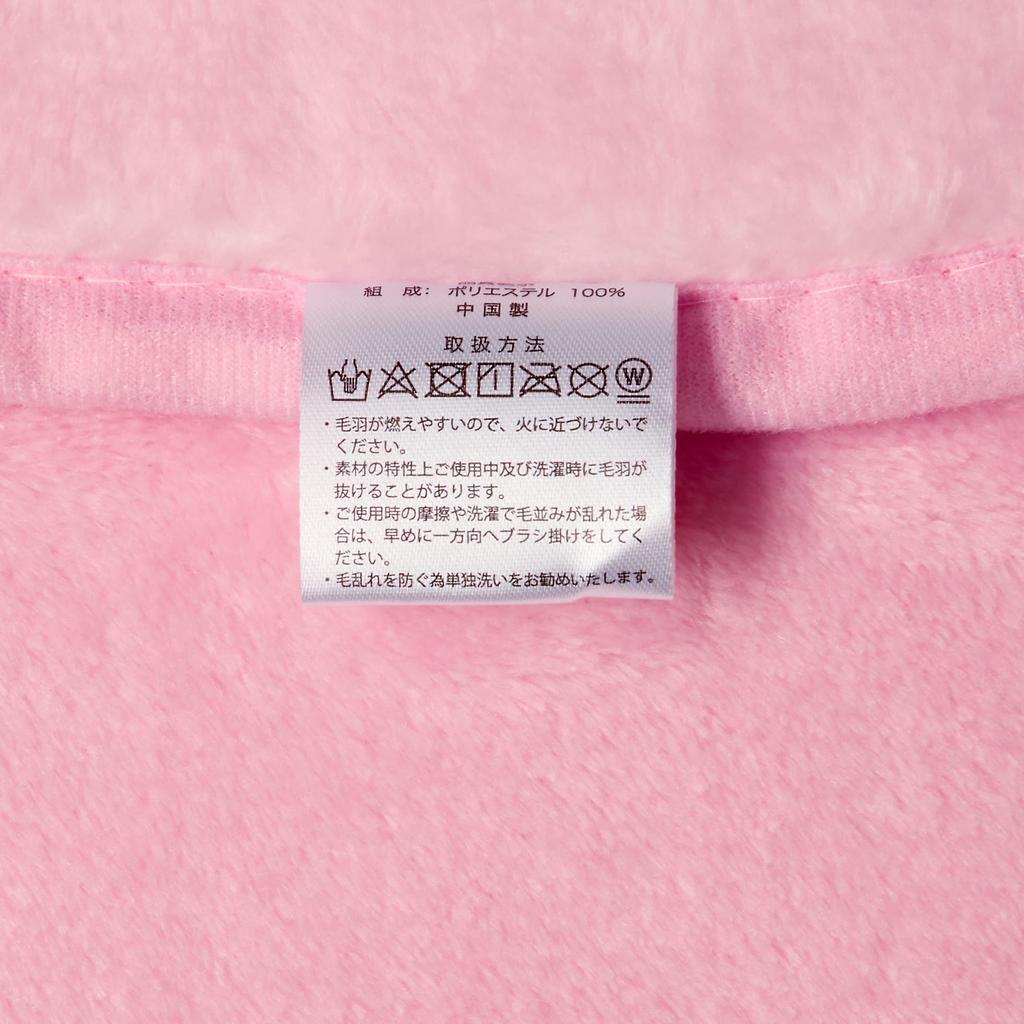 組 成: ポリエステル 100%
中国製
取扱方法
W
・毛羽が燃えやすいので、火に近づけないで
ください。
・素材の特性上ご使用中及び洗濯時に毛羽が
抜けることがあります。
・ご使用時の摩擦や洗濯で毛並みが乱れた場
合は、早めに一方向へブラシ掛けをしてく
ださい。
・毛乱れを防ぐ為単独洗いをお勧めいたします。